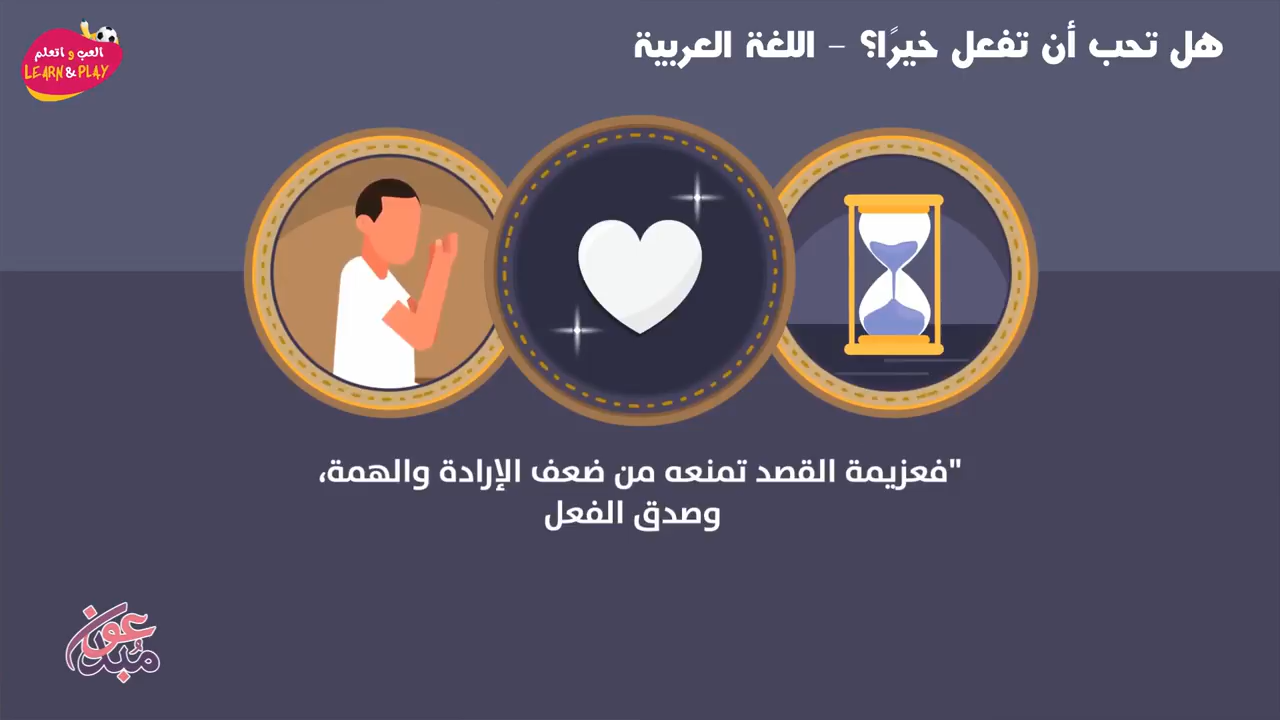 هل تحب أن تفعل خيرًا؟ – اللغة العربية
العب و اتعلم
LEARN & PLAY
"فعزيمة القصد تمنعه من ضعف الإرادة والهمة،
وصدق الفعل
مُبدعون